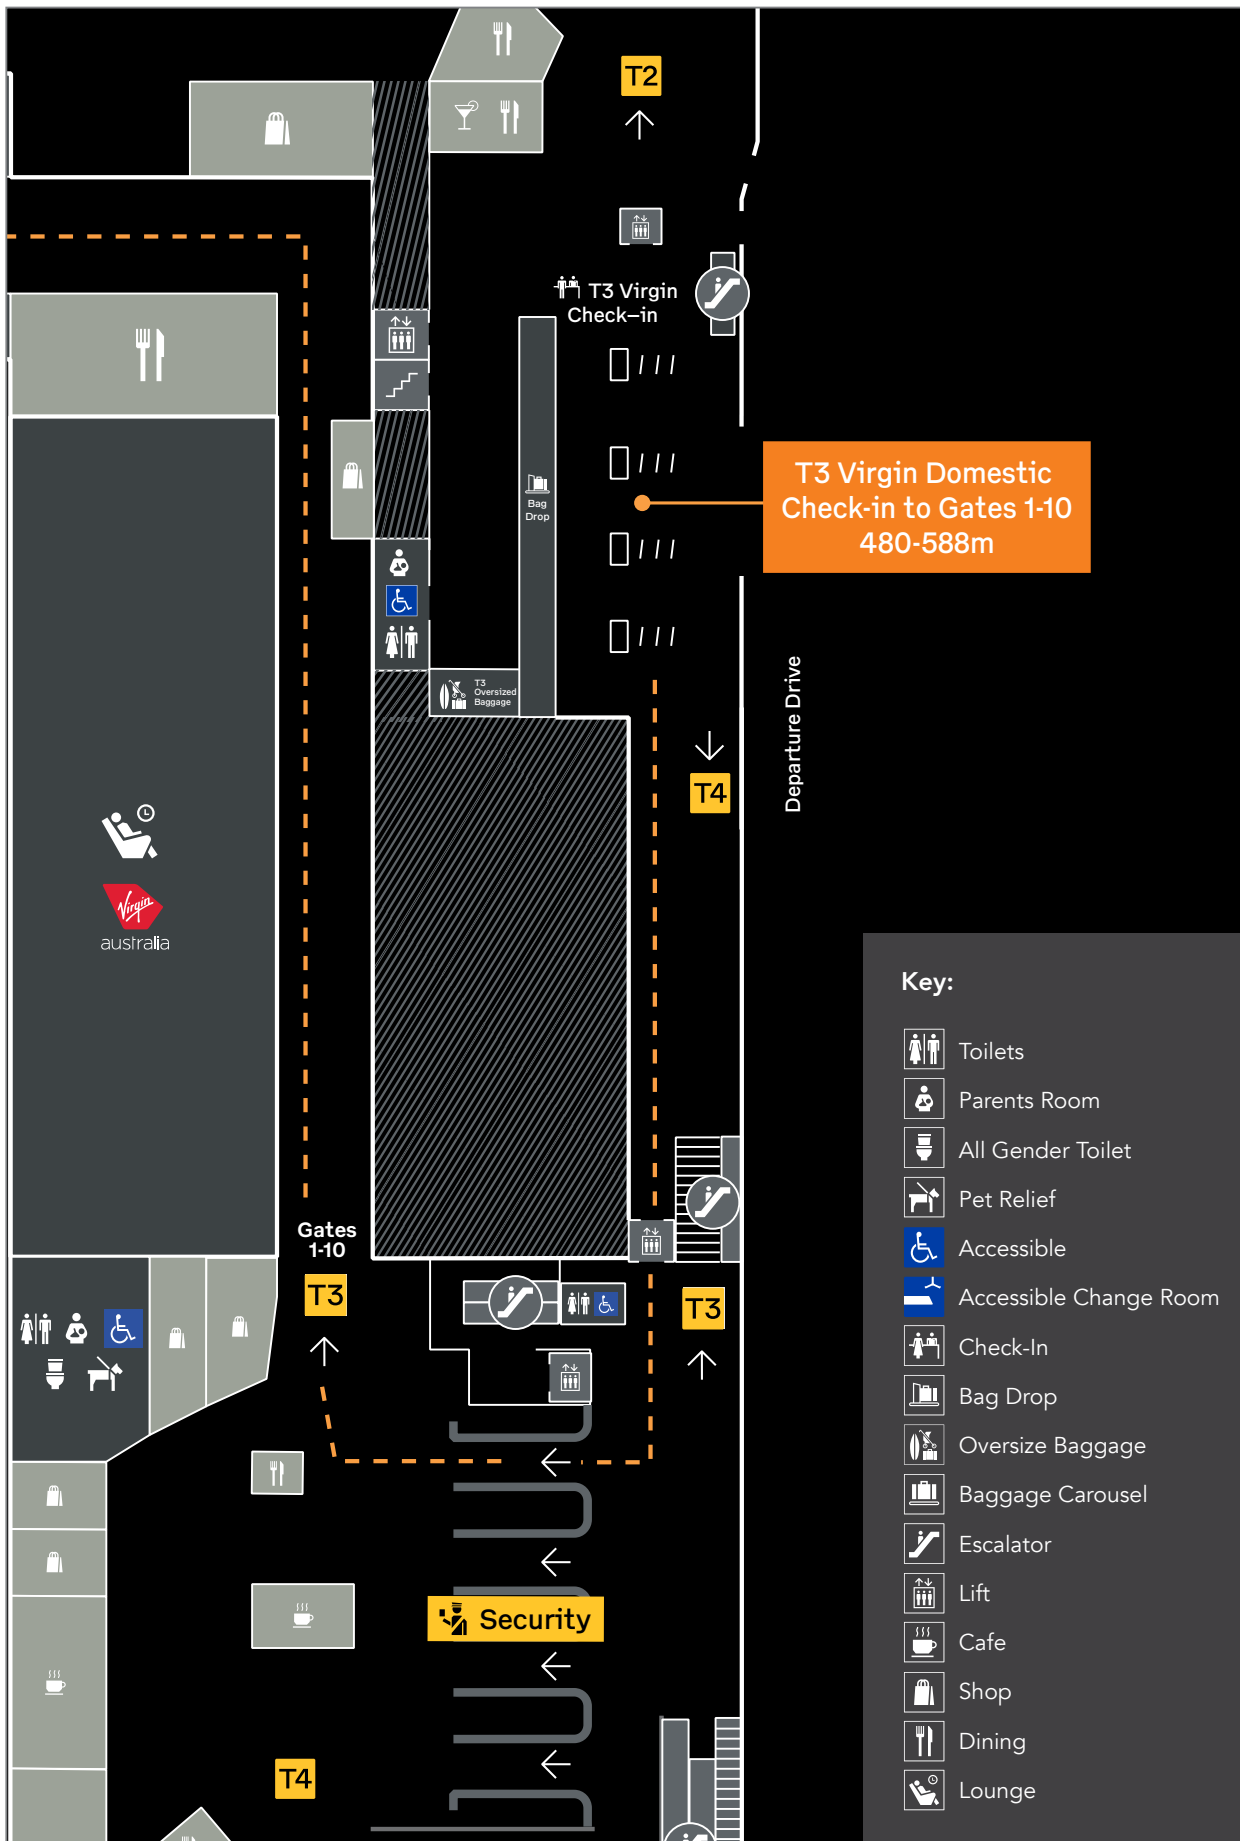 T2
T3 Virgin
Check–in
T3 Virgin Domestic
Check-in to Gates 1-10
480-588m
Bag
Drop
T3
Oversized
Baggage
Departure Drive
T4
Virgin
australia
Gates
1-10
T3
T3
Security
T4
Key:
Toilets
Parents Room
All Gender Toilet
Pet Relief
Accessible
Accessible Change Room
Check-In
Bag Drop
Oversize Baggage
Baggage Carousel
Escalator
Lift
Cafe
Shop
Dining
Lounge